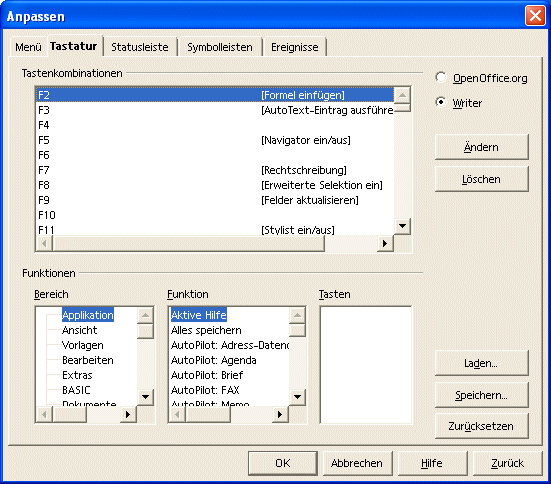 Anpassen
Menü Tastatur Statusleiste Symbolleisten Ereignisse
Tastenkombinationen
F2 [Formel einfügen]
F3 [AutoText-Eintrag ausführe
F4
F5 [Navigator ein/aus]
F6
F7 [Rechtschreibung]
F8 [Erweiterte Selektion ein]
F9 [Felder aktualisieren]
F10
F11 [Stylist ein/aus]
OpenOffice.org
Writer
Ändern
Löschen
Funktionen
Bereich
Applikation
Ansicht
Vorlagen
Bearbeiten
Extras
BASIC
Dokumente
Funktion
Aktive Hilfe
Alles speichern
AutoPilot: Adress-Datenq
AutoPilot: Agenda
AutoPilot: Brief
AutoPilot: FAX
AutoPilot: Memo
Tasten
Laden...
Speichern...
Zurücksetzen
OK Abbrechen Hilfe Zurück